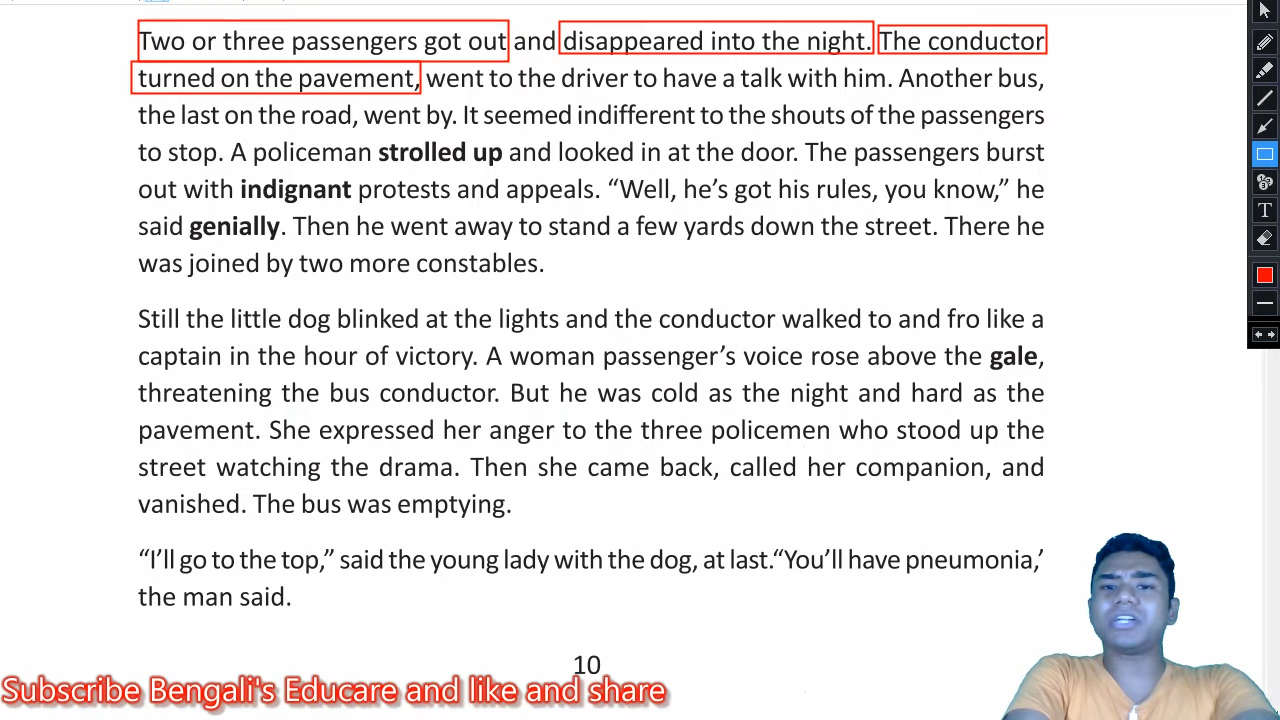 Two or three passengers got out and disappeared into the night. The conductor
turned on the pavement, went to the driver to have a talk with him. Another bus,
the last on the road, went by. It seemed indifferent to the shouts of the passengers
to stop. A policeman strolled up and looked in at the door. The passengers burst
out with indignant protests and appeals. “Well, he’s got his rules, you know,” he
said genially. Then he went away to stand a few yards down the street. There he
was joined by two more constables.
Still the little dog blinked at the lights and the conductor walked to and fro like a
captain in the hour of victory. A woman passenger’s voice rose above the gale,
threatening the bus conductor. But he was cold as the night and hard as the
pavement. She expressed her anger to the three policemen who stood up the
street watching the drama. Then she came back, called her companion, and
vanished. The bus was emptying.
“I’ll go to the top,” said the young lady with the dog, at last.“You’ll have pneumonia,’
the man said.
10
Subscribe Bengali's Educare and like and share
T